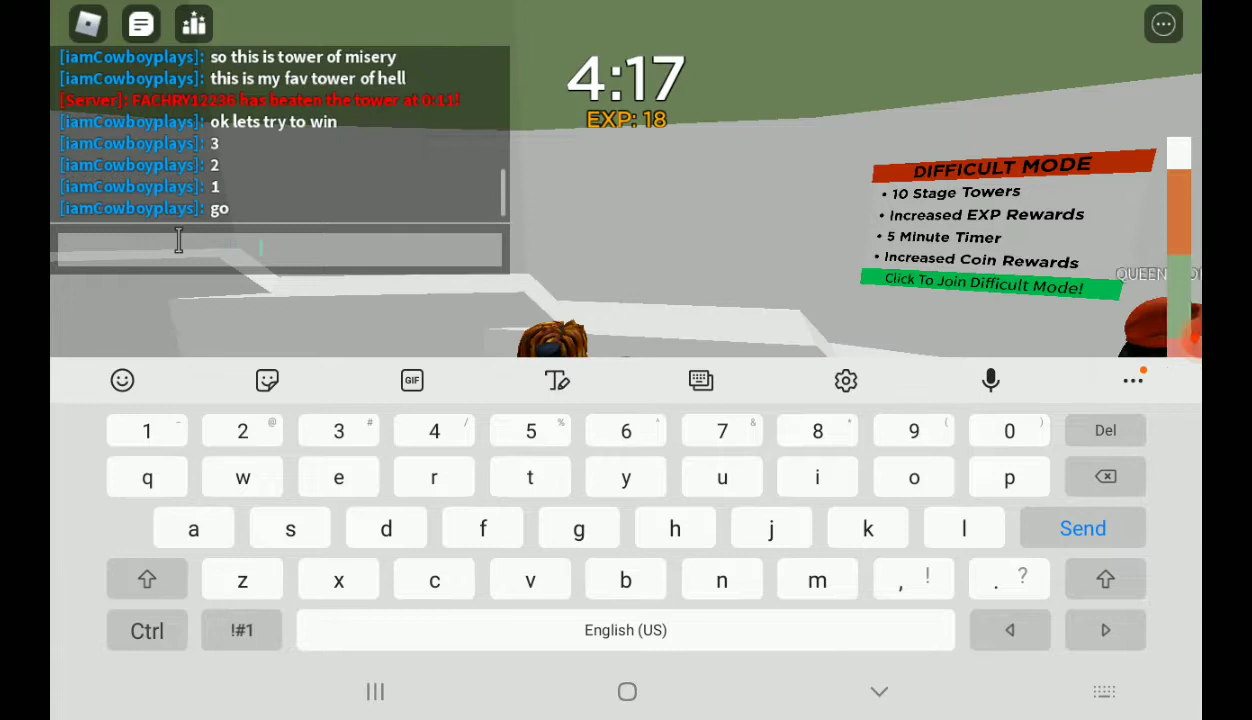 [iamCowboyplays]: so this is tower of misery
[iamCowboyplays]: this is my fav tower of hell
[Server]: FACHRY12236 has beaten the tower at 0:11!
[iamCowboyplays]: ok lets try to win
[iamCowboyplays]: 3
[iamCowboyplays]: 2
[iamCowboyplays]: 1
[iamCowboyplays]: go
4:17
EXP: 18
DIFFICULT MODE
• 10 Stage Towers
• Increased EXP Rewards
• 5 Minute Timer
• Increased Coin Rewards
Click To Join Difficult Mode!
GIF
1 - 2 @ 3 # 4 / 5 % 6 ^ 7 & 8 * 9 ( 0 ) Del
q w e r t y u i o p
a s d f g h j k l Send
z x c v b n m , ! . ?
Ctrl !#1 English (US)